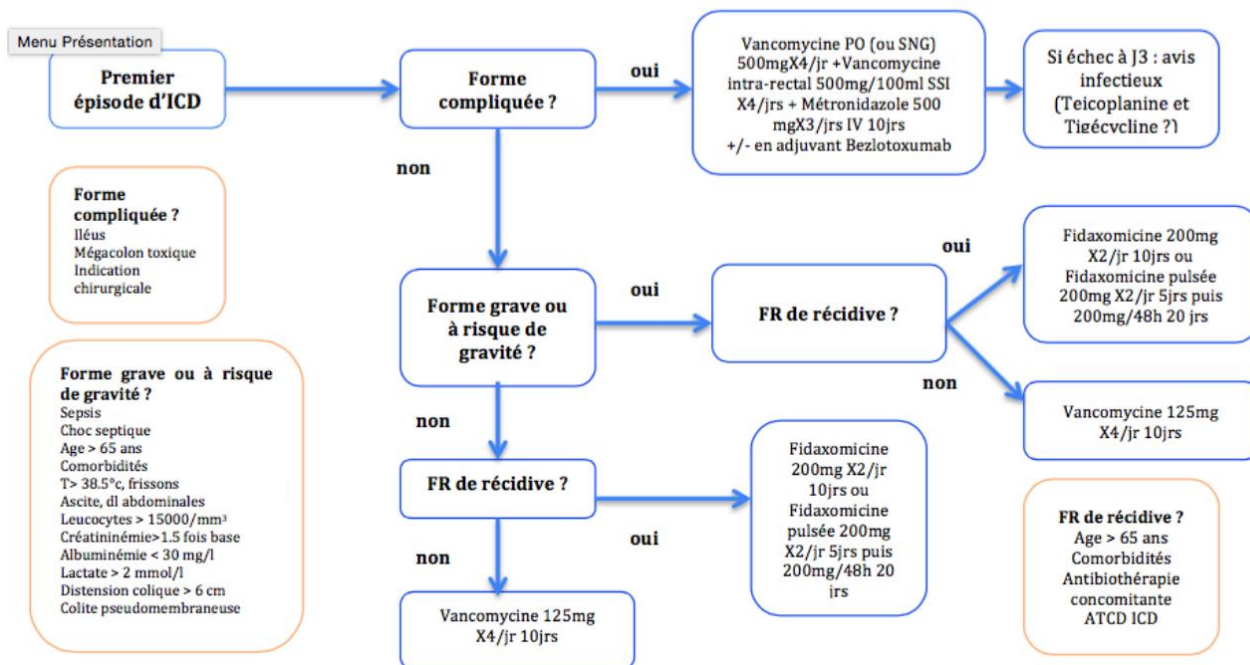 Menu Présentation
Premier
épisode d'ICD
Forme
compliquée ?
oui
Vancomycine PO (ou SNG)
500mgX4/jr +Vancomycine
intra-rectal 500mg/100ml SSI
X4/jrs + Métronidazole 500
mgX3/jrs IV 10jrs
+/- en adjuvant Bezlotoxumab
Si échec à J3 : avis
infectieux
(Teicoplanine et
Tigécycline ?)
non
Forme
compliquée ?
Iléus
Mégacolon toxique
Indication
chirurgicale
Forme grave ou
à risque de
gravité ?
oui
FR de récidive ?
oui
Fidaxomicine 200mg
X2/jr 10jrs ou
Fidaxomicine pulsée
200mg X2/jr 5jrs puis
200mg/48h 20 jrs
non
Vancomycine 125mg
X4/jr 10jrs
Forme grave ou à risque
de gravité ?
Sepsis
Choc septique
Age > 65 ans
Comorbidités
T> 38.5°c, frissons
Ascite, dl abdominales
Leucocytes > 15000/mm³
Créatininémie>1.5 fois base
Albuminémie < 30 mg/l
Lactate > 2 mmol/l
Distension colique > 6 cm
Colite pseudomembraneuse
non
FR de récidive ?
oui
Fidaxomicine
200mg X2/jr
10jrs ou
Fidaxomicine
pulsée 200mg
X2/jr 5jrs puis
200mg/48h 20
jrs
non
Vancomycine 125mg
X4/jr 10jrs
FR de récidive ?
Age > 65 ans
Comorbidités
Antibiothérapie
concomitante
ATCD ICD